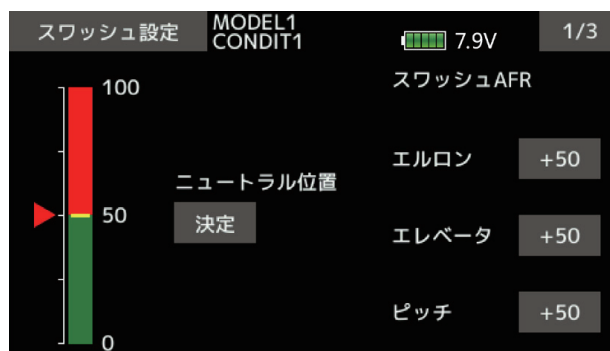 スワッシュ設定
MODEL1
CONDIT1
7.9V
1/3
100
50
0
ニュートラル位置
決定
スワッシュAFR
エルロン +50
エレベータ +50
ピッチ +50